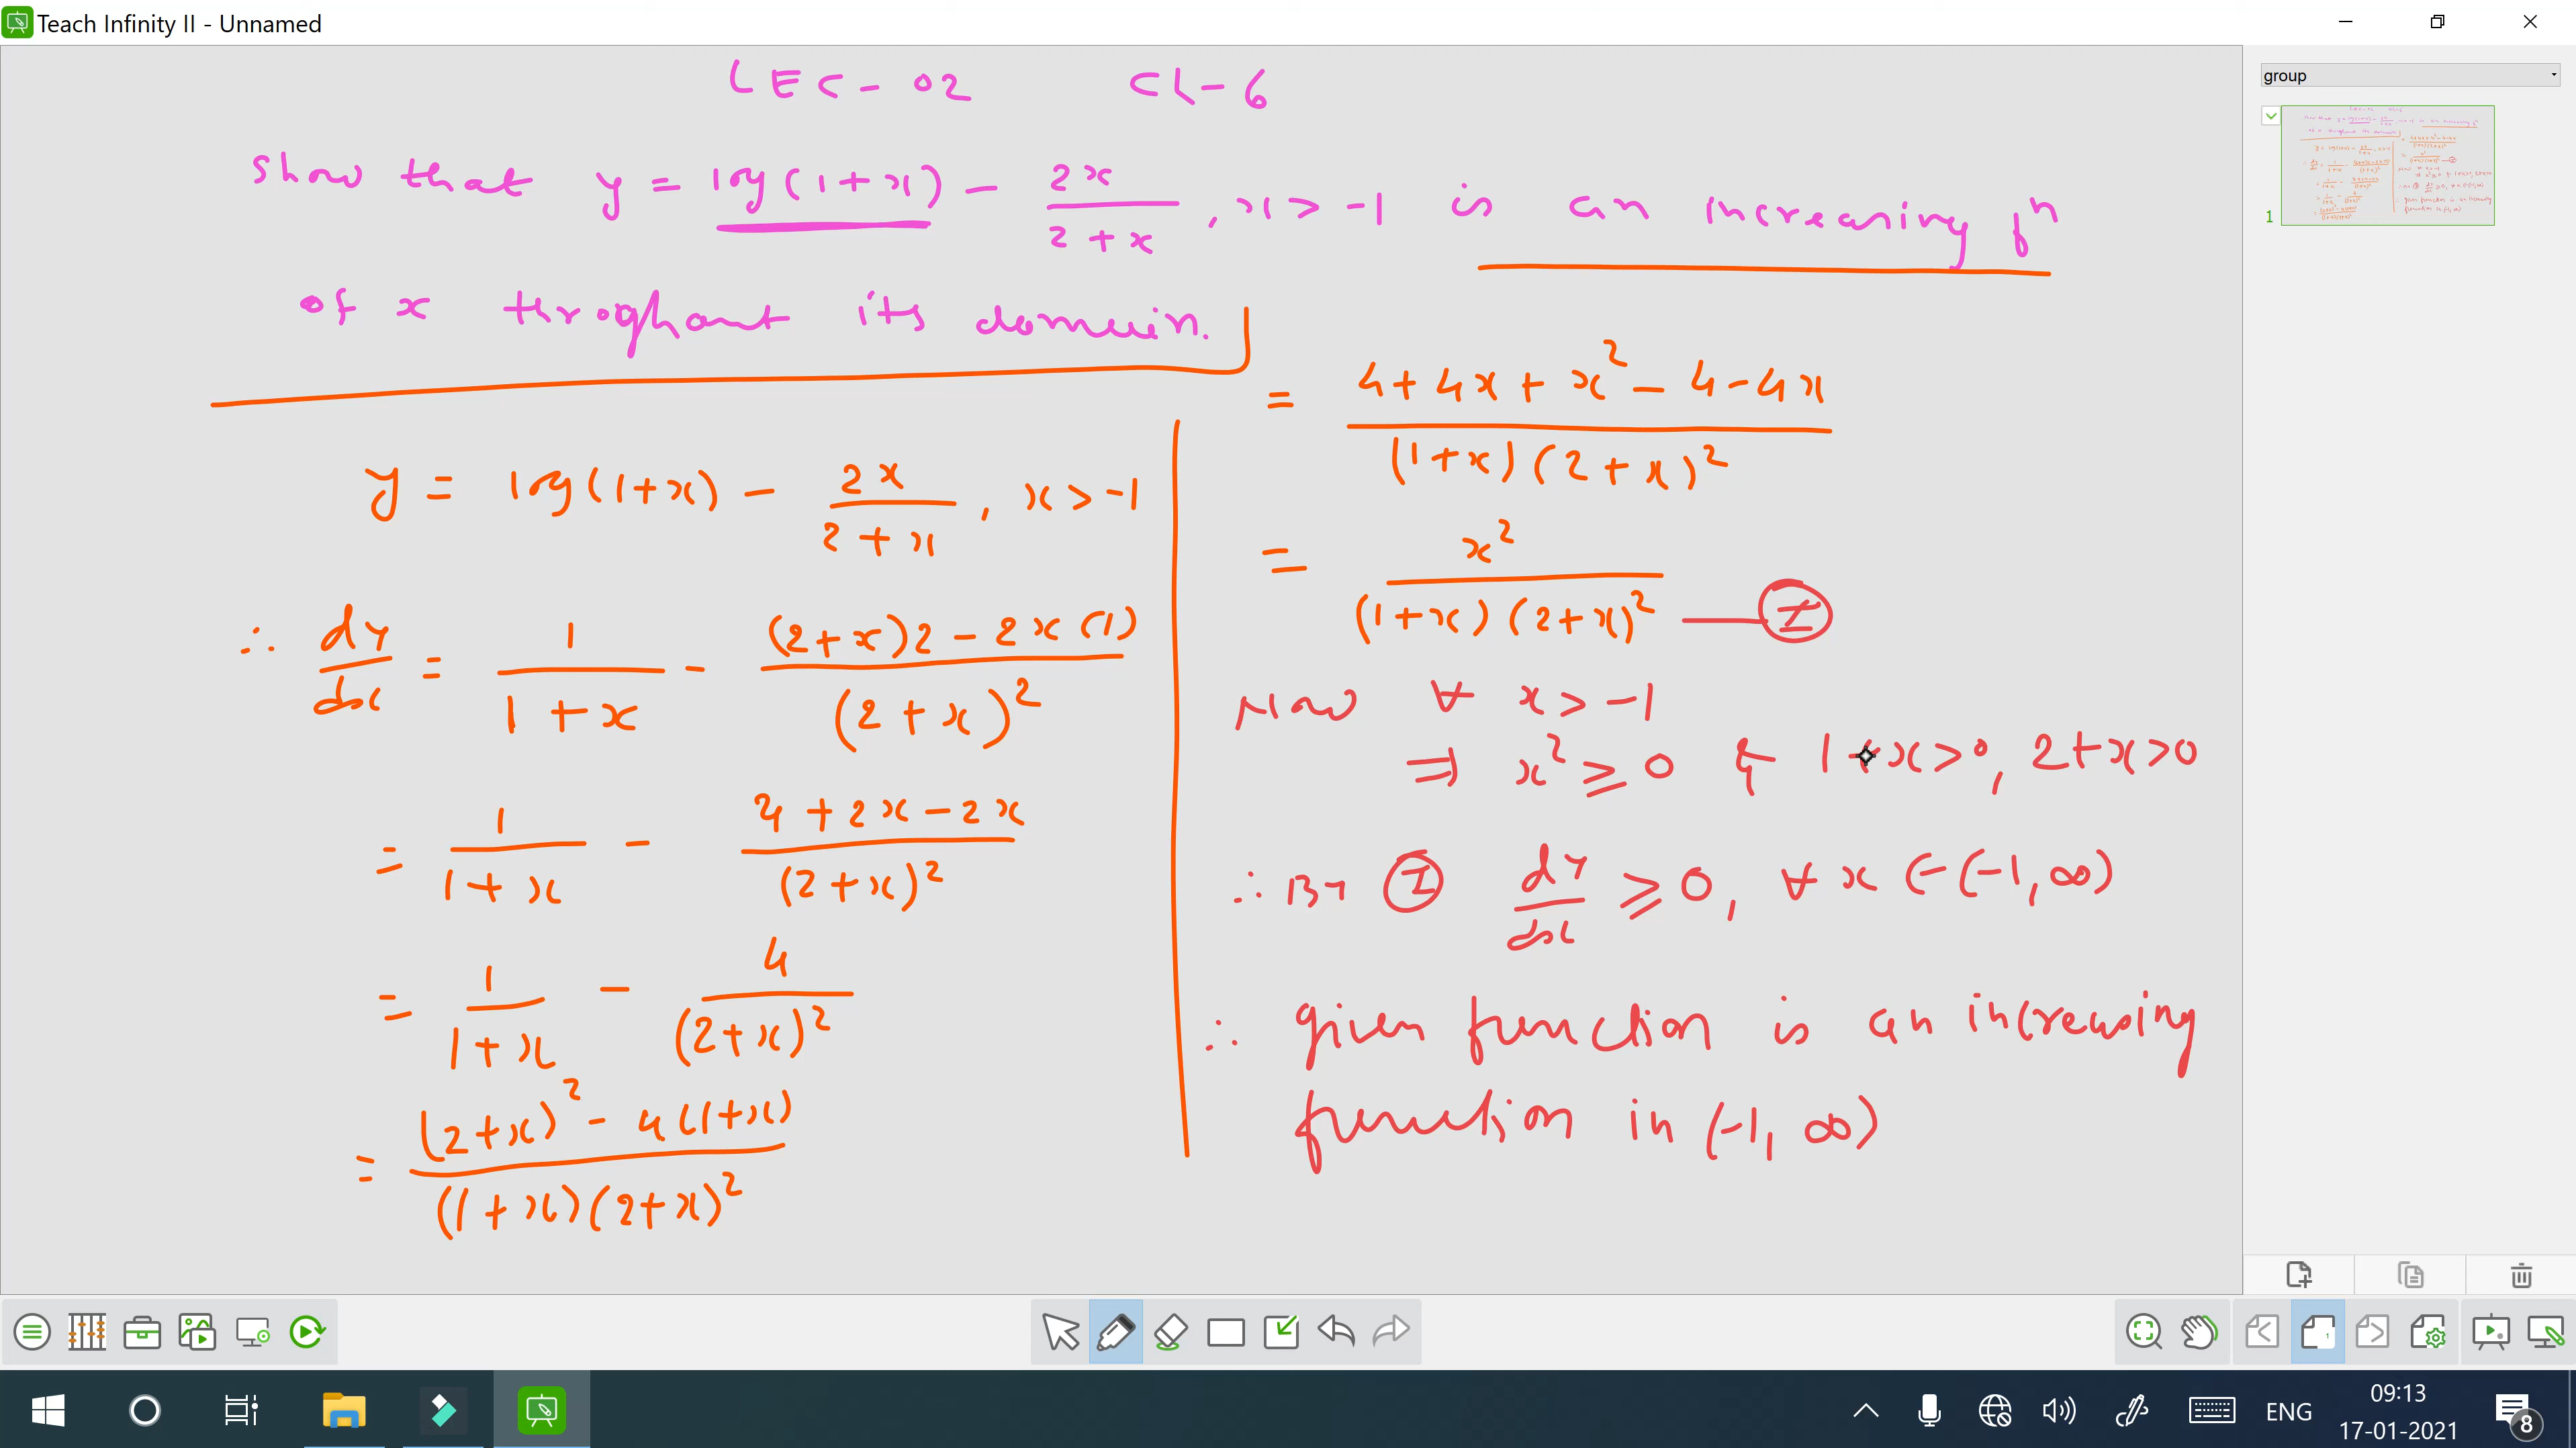 Teach Infinity II - Unnamed
LEC - 02 CL - 6
Show that y = log(1+x) - 2x/(2+x), x > -1 is an increasing fn
of x throghout its domain.
y = log(1+x) - 2x/(2+x), x > -1
∴ dy/dx = 1/(1+x) - ((2+x)2 - 2x(1))/(2+x)²
= 1/(1+x) - (4+2x-2x)/(2+x)²
= 1/(1+x) - 4/(2+x)²
= ((2+x)² - 4(1+x))/((1+x)(2+x)²)
= (4+4x+x²-4-4x)/((1+x)(2+x)²)
= x²/((1+x)(2+x)²) — I
Now ∀ x > -1
⇒ x² ≥ 0 & 1+x>0, 2+x>0
∴ By I dy/dx ≥ 0, ∀ x ∈ (-1, ∞)
∴ given function is an increasing
function in (-1, ∞)
group
1
ENG
09:13
17-01-2021
8